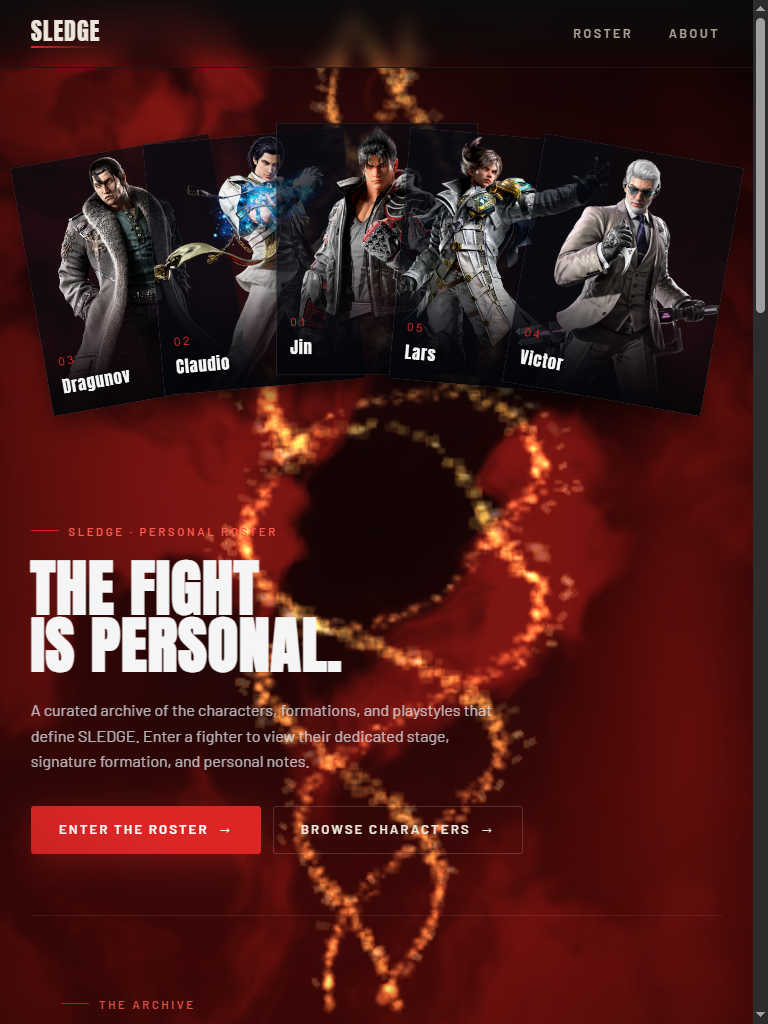 SLEDGE
ROSTER
ABOUT
03
Dragunov
02
Claudio
01
Jin
05
Lars
04
Victor
SLEDGE · PERSONAL ROSTER
THE FIGHT
IS PERSONAL.
A curated archive of the characters, formations, and playstyles that
define SLEDGE. Enter a fighter to view their dedicated stage,
signature formation, and personal notes.
ENTER THE ROSTER →
BROWSE CHARACTERS →
THE ARCHIVE